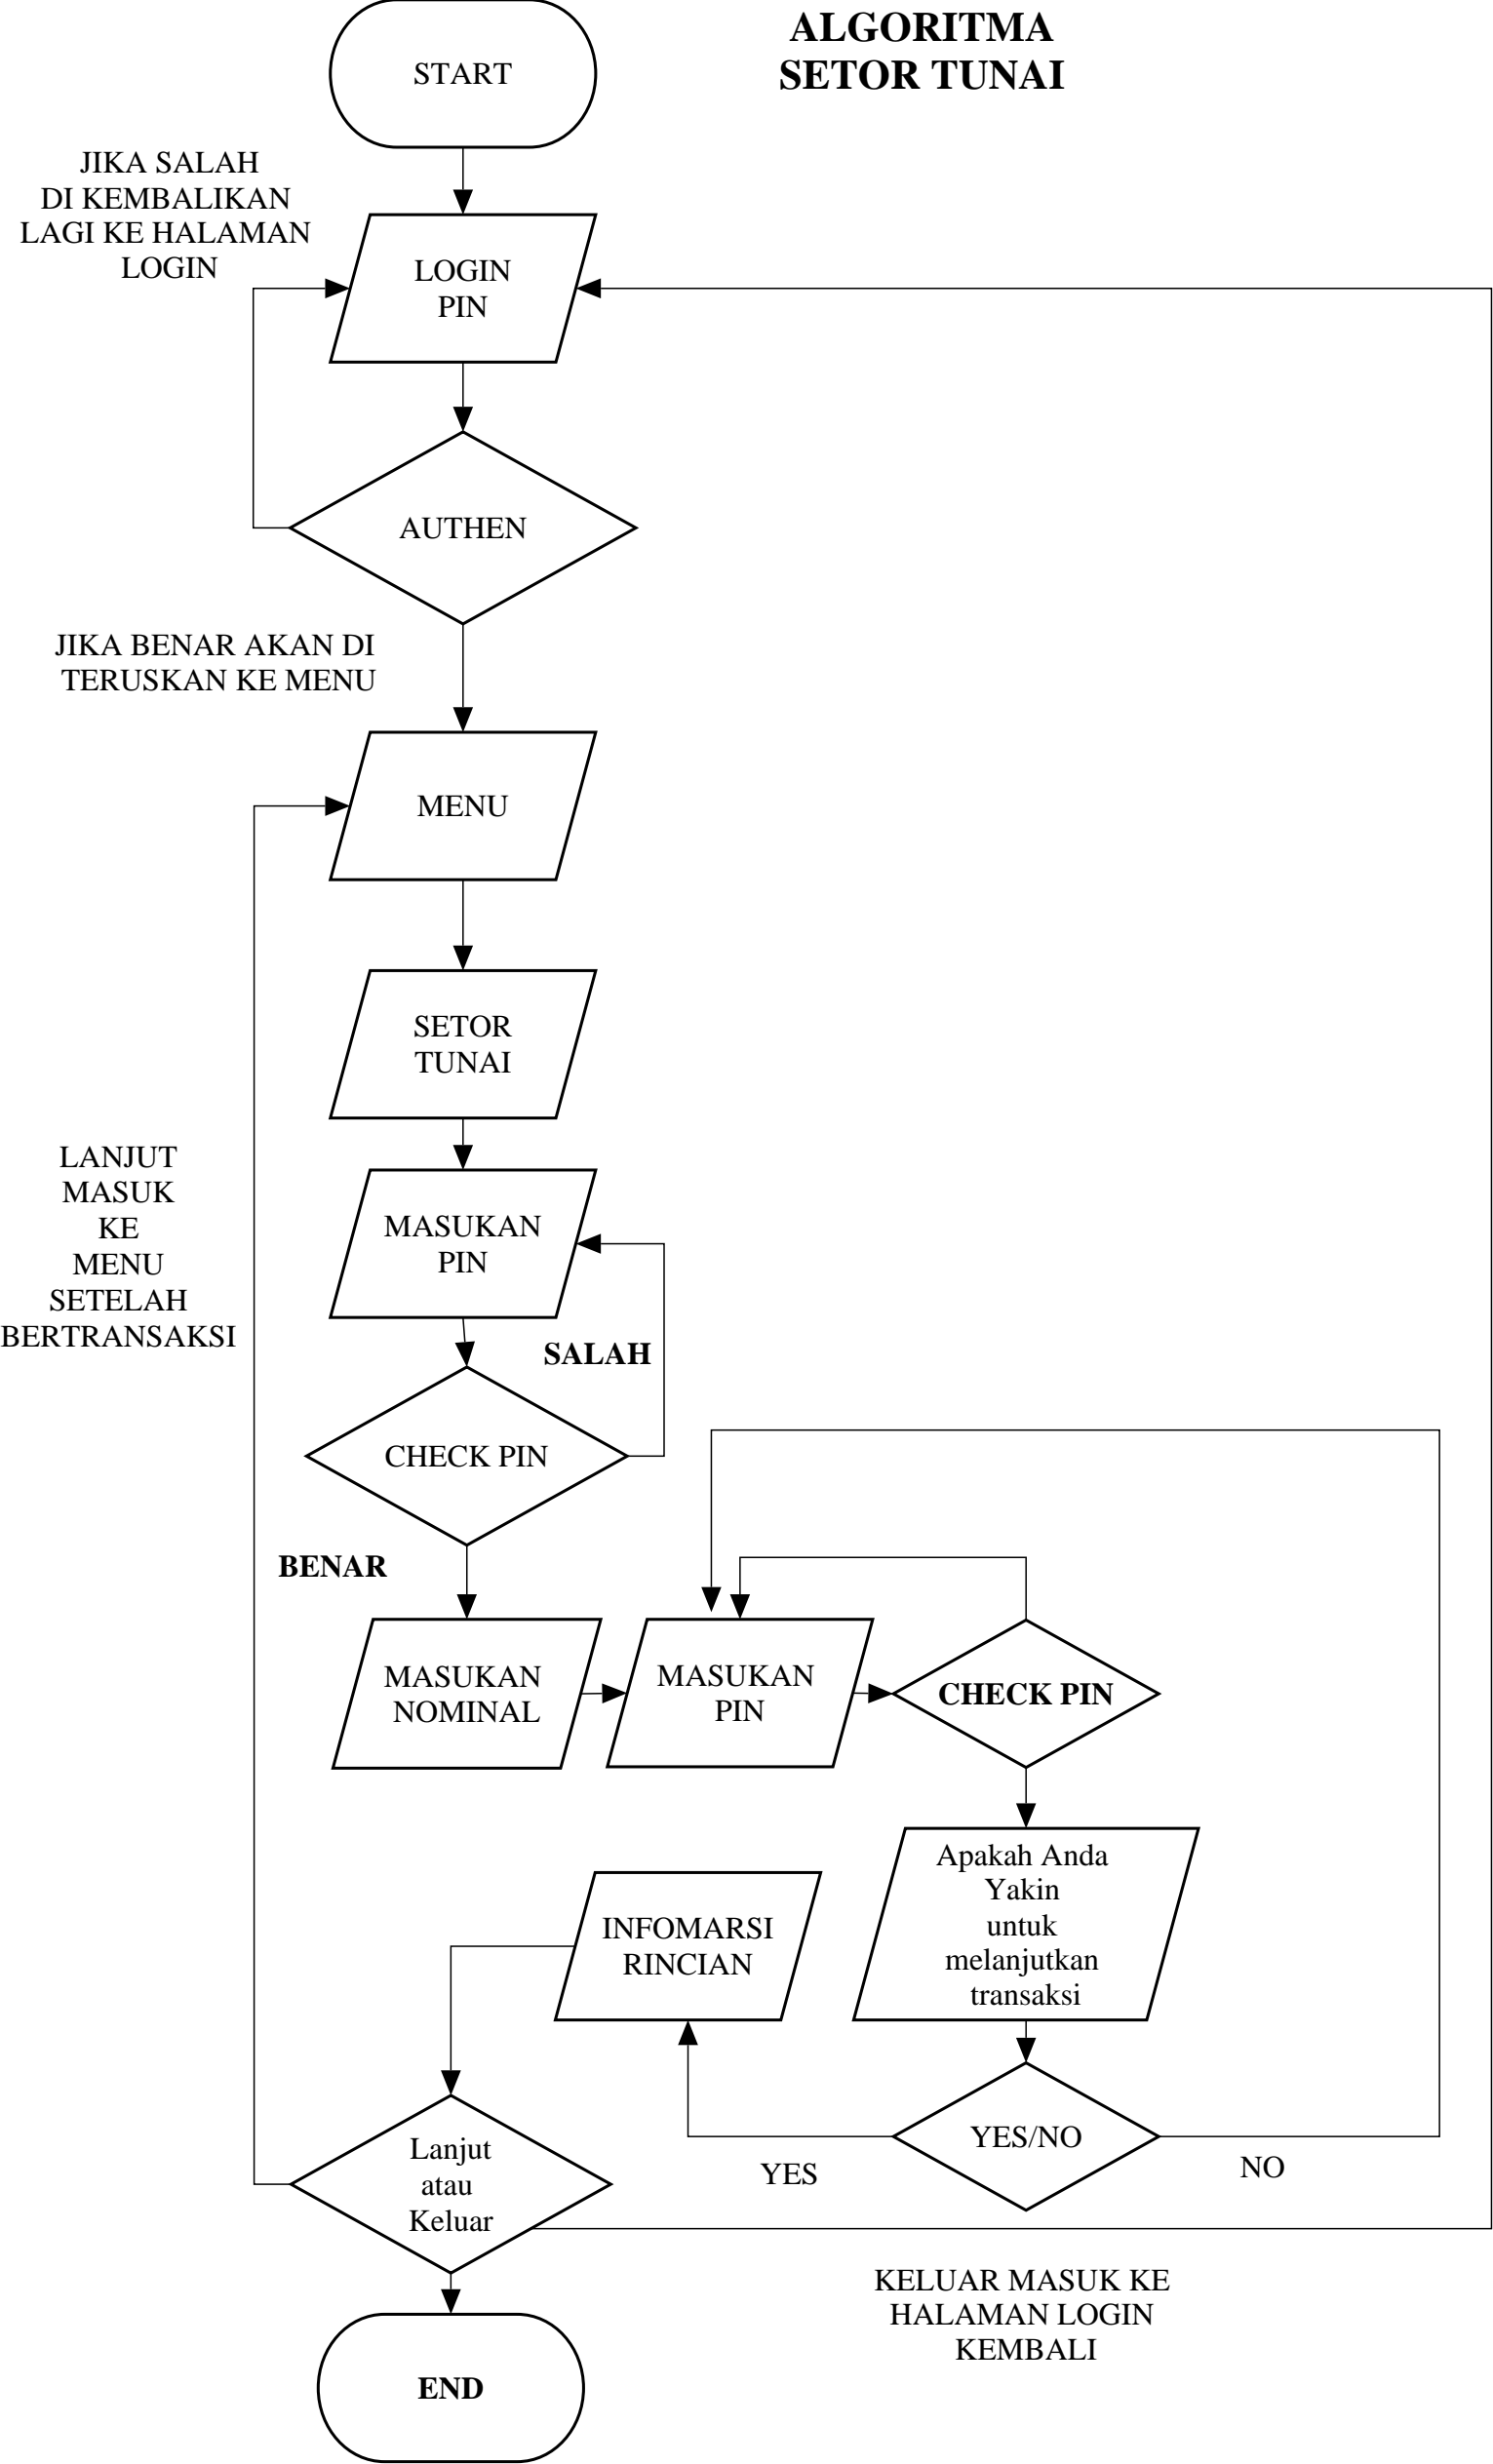 ALGORITMA
SETOR TUNAI
START
JIKA SALAH
DI KEMBALIKAN
LAGI KE HALAMAN
LOGIN
LOGIN
PIN
AUTHEN
JIKA BENAR AKAN DI
TERUSKAN KE MENU
MENU
SETOR
TUNAI
LANJUT
MASUK
KE
MENU
SETELAH
BERTRANSAKSI
MASUKAN
PIN
SALAH
CHECK PIN
BENAR
MASUKAN
NOMINAL
MASUKAN
PIN
CHECK PIN
Apakah Anda
Yakin
untuk
melanjutkan
transaksi
INFOMARSI
RINCIAN
YES/NO
YES
NO
Lanjut
atau
Keluar
KELUAR MASUK KE
HALAMAN LOGIN
KEMBALI
END